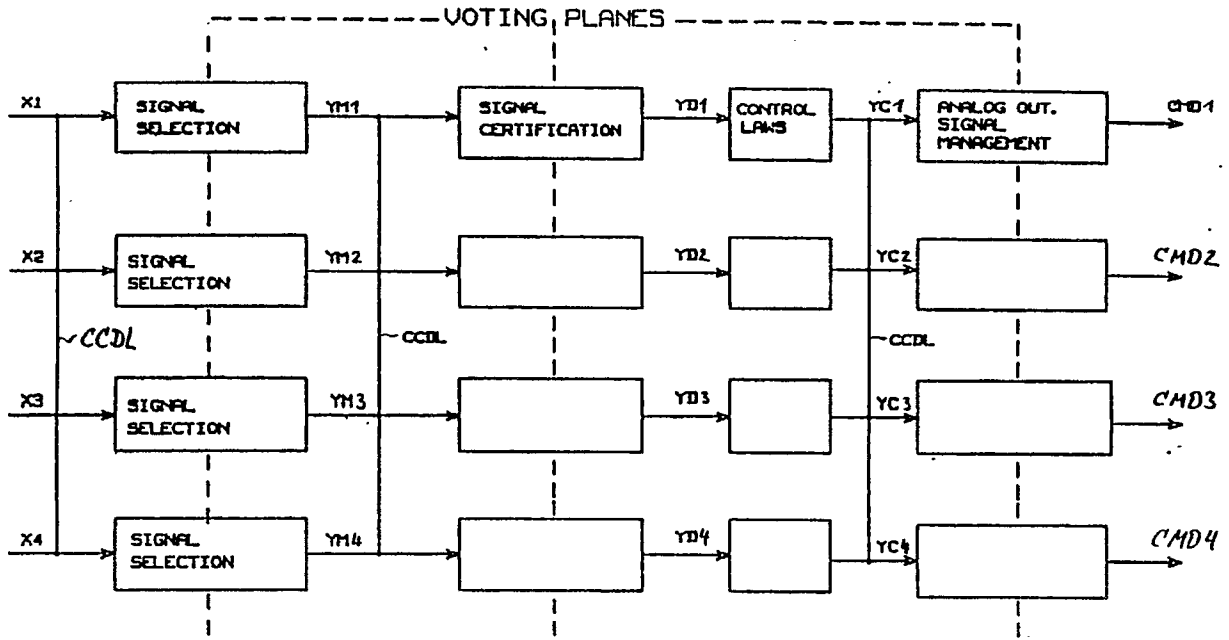 VOTING PLANES
X1
SIGNAL
SELECTION
YM1
SIGNAL
CERTIFICATION
YD1
CONTROL
LAWS
YC1
ANALOG OUT.
SIGNAL
MANAGEMENT
CMD1
X2
SIGNAL
SELECTION
YM2
YD2
YC2
CMD2
CCDL
CCDL
CCDL
X3
SIGNAL
SELECTION
YM3
YD3
YC3
CMD3
X4
SIGNAL
SELECTION
YM4
YD4
YC4
CMD4